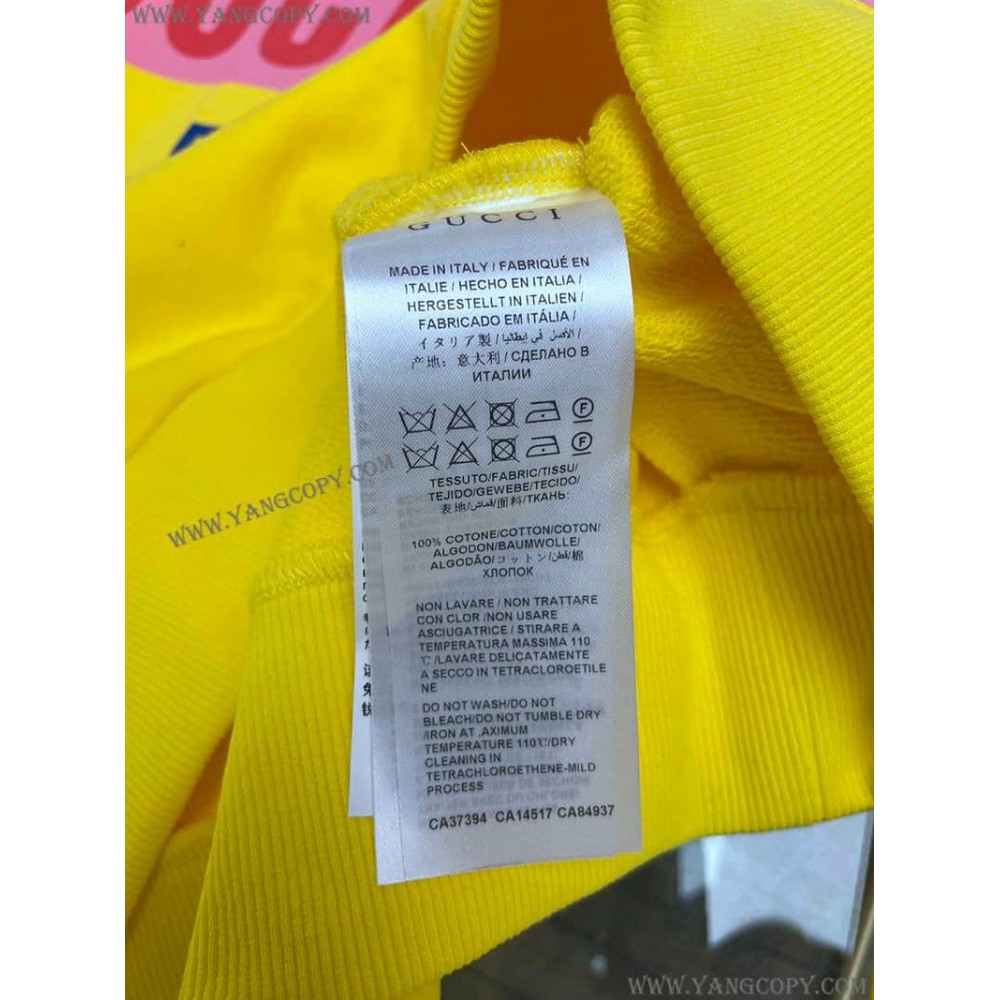 WWW.YANGCOPY.COM
GUCCI
MADE IN ITALY / FABRIQUÉ EN
ITALIE / HECHO EN ITALIA /
HERGESTELLT IN ITALIEN /
FABRICADO EM ITÁLIA /
イタリア製 / الأصل في إيطاليا /
产地：意大利 / СДЕЛАНО В
ИТАЛИИ
F
F
TESSUTO/FABRIC/TISSU/
TEJIDO/GEWEBE/TECIDO/
表地/قماش/面料/ТКАНЬ:
100% COTONE/COTTON/COTON/
ALGODON/BAUMWOLLE/
ALGODÃO/コットン/قطن/棉
ХЛОПОК
WWW.YANGCOPY.COM
NON LAVARE / NON TRATTARE
CON CLOR /NON USARE
ASCIUGATRICE / STIRARE A
TEMPERATURA MASSIMA 110
℃/LAVARE DELICATAMENTE
A SECCO IN TETRACLOROETILE
NE
DO NOT WASH/DO NOT
BLEACH/DO NOT TUMBLE DRY
/IRON AT ,AXIMUM
TEMPERATURE 110℃/DRY
CLEANING IN
TETRACHLOROETHENE-MILD
PROCESS
CA37394 CA14517 CA84937
WWW.YANGCOPY.COM